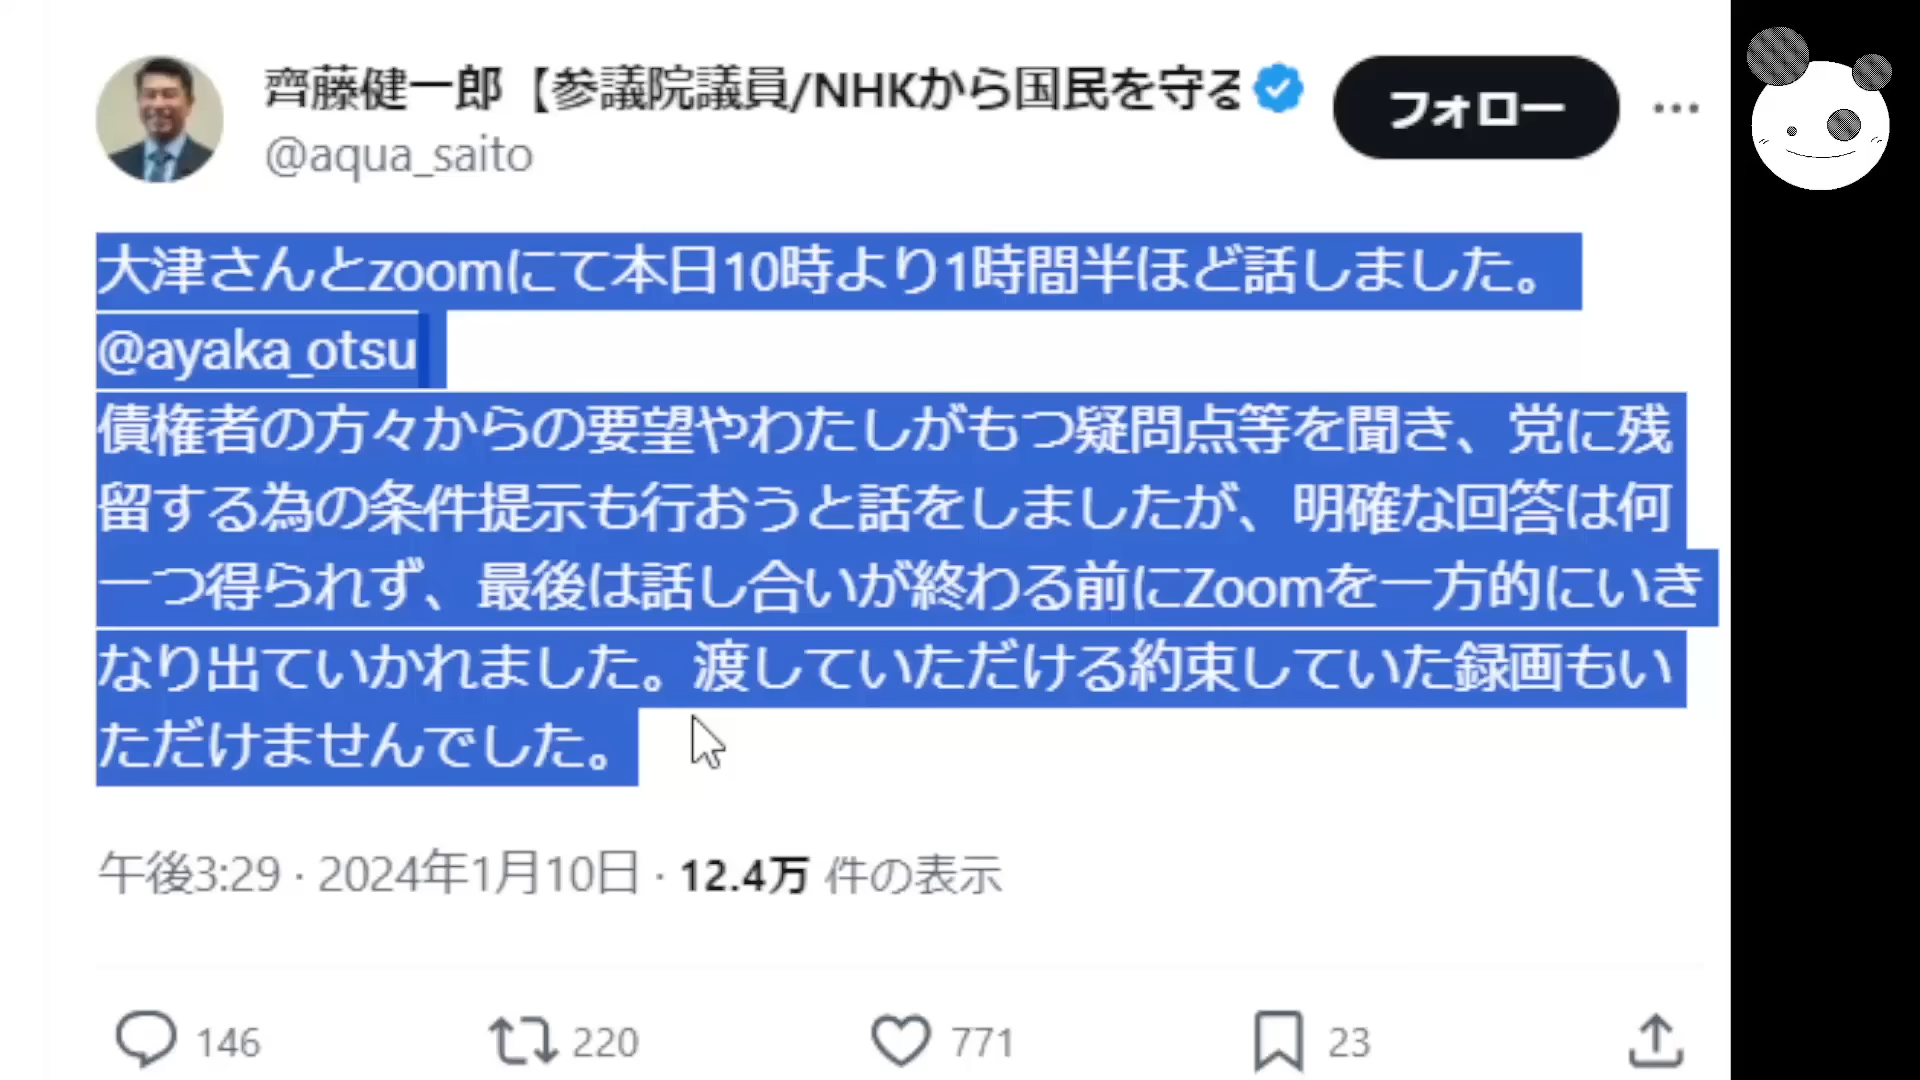 齊藤健一郎【参議院議員/NHKから国民を守る
@aqua_saito
フォロー
大津さんとzoomにて本日10時より1時間半ほど話しました。
@ayaka_otsu
債権者の方々からの要望やわたしがもつ疑問点等を聞き、党に残
留する為の条件提示も行おうと話をしましたが、明確な回答は何
一つ得られず、最後は話し合いが終わる前にZoomを一方的にいき
なり出ていかれました。渡していただける約束していた録画もい
ただけませんでした。
午後3:29 · 2024年1月10日 · 12.4万 件の表示
146 220 771 23